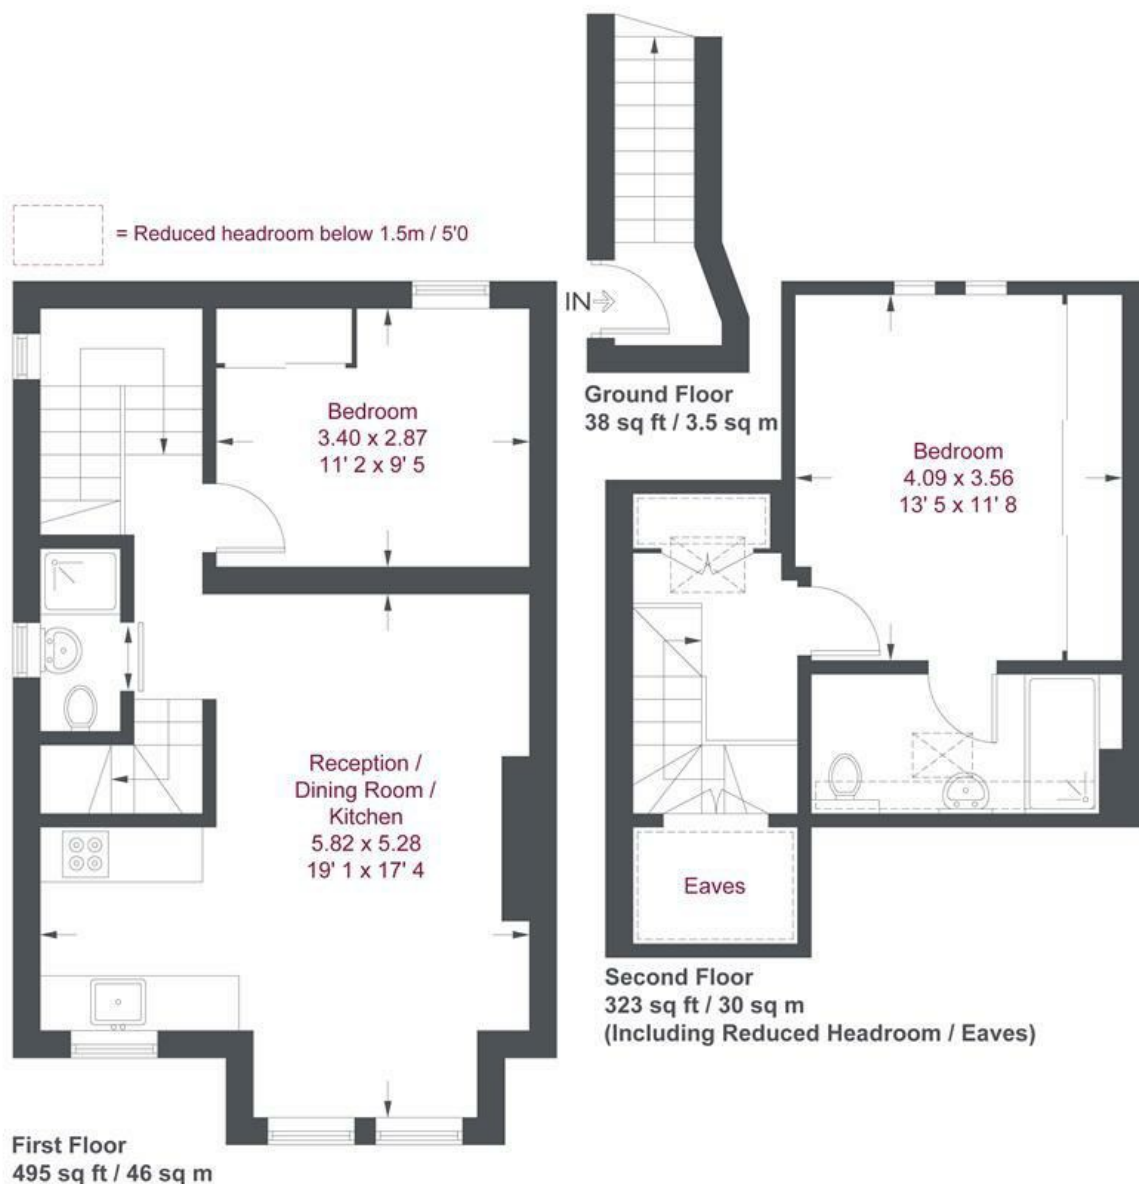 = Reduced headroom below 1.5m / 5'0
IN
Ground Floor
38 sq ft / 3.5 sq m
Bedroom
3.40 x 2.87
11' 2 x 9' 5
Bedroom
4.09 x 3.56
13' 5 x 11' 8
Reception /
Dining Room /
Kitchen
5.82 x 5.28
19' 1 x 17' 4
Eaves
Second Floor
323 sq ft / 30 sq m
(Including Reduced Headroom / Eaves)
First Floor
495 sq ft / 46 sq m